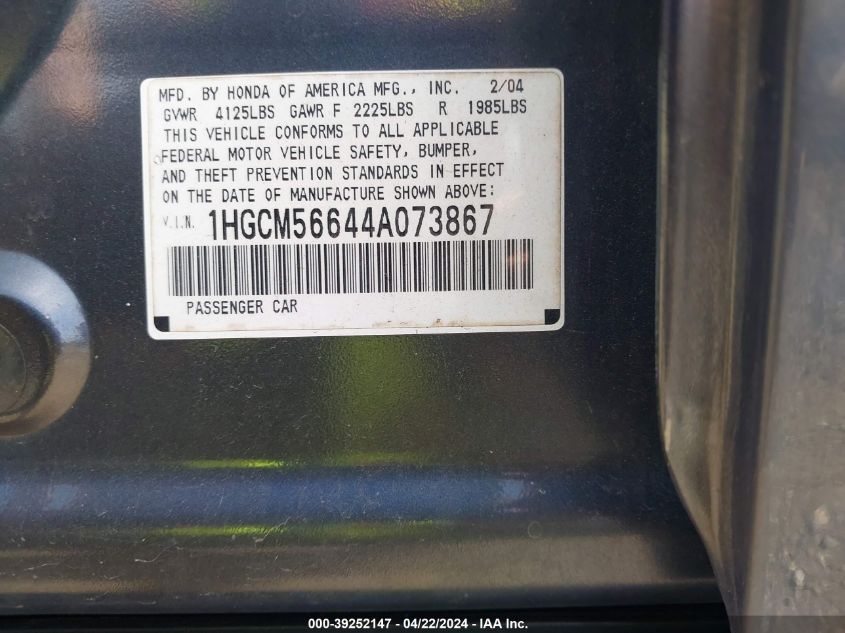 MFD. BY HONDA OF AMERICA MFG., INC. 2/04
GVWR 4125LBS GAWR F 2225LBS R 1985LBS
THIS VEHICLE CONFORMS TO ALL APPLICABLE
FEDERAL MOTOR VEHICLE SAFETY, BUMPER,
AND THEFT PREVENTION STANDARDS IN EFFECT
ON THE DATE OF MANUFACTURE SHOWN ABOVE:
V.I.N. 1HGCM56644A073867
PASSENGER CAR
000-39252147 - 04/22/2024 - IAA Inc.